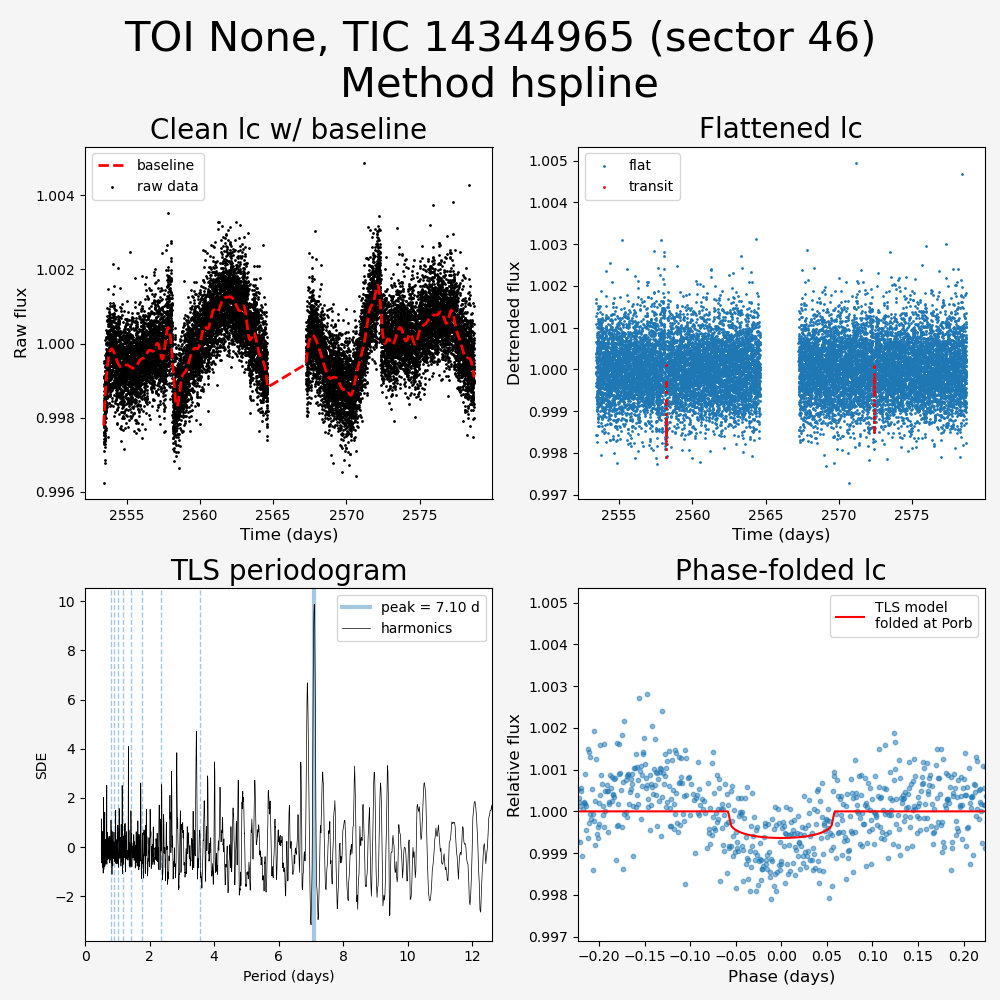 TOI None, TIC 14344965 (sector 46)
Method hspline
Clean lc w/ baseline
baseline
raw data
Raw flux
1.004
1.002
1.000
0.998
0.996
2555
2560
2565
2570
2575
Time (days)
Flattened lc
flat
transit
Detrended flux
1.005
1.004
1.003
1.002
1.001
1.000
0.999
0.998
0.997
2555
2560
2565
2570
2575
Time (days)
TLS periodogram
peak = 7.10 d
harmonics
SDE
10
8
6
4
2
0
−2
0
2
4
6
8
10
12
Period (days)
Phase-folded lc
TLS model
folded at Porb
Relative flux
1.005
1.004
1.003
1.002
1.001
1.000
0.999
0.998
0.997
−0.20
−0.15
−0.10
−0.05
0.00
0.05
0.10
0.15
0.20
Phase (days)